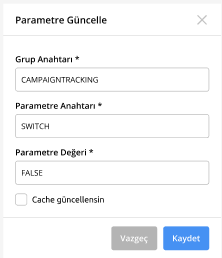 Parametre Güncelle
Grup Anahtarı *
CAMPAIGNTRACKING
Parametre Anahtarı *
SWITCH
Parametre Değeri *
FALSE
Cache güncellensin
Vazgeç
Kaydet